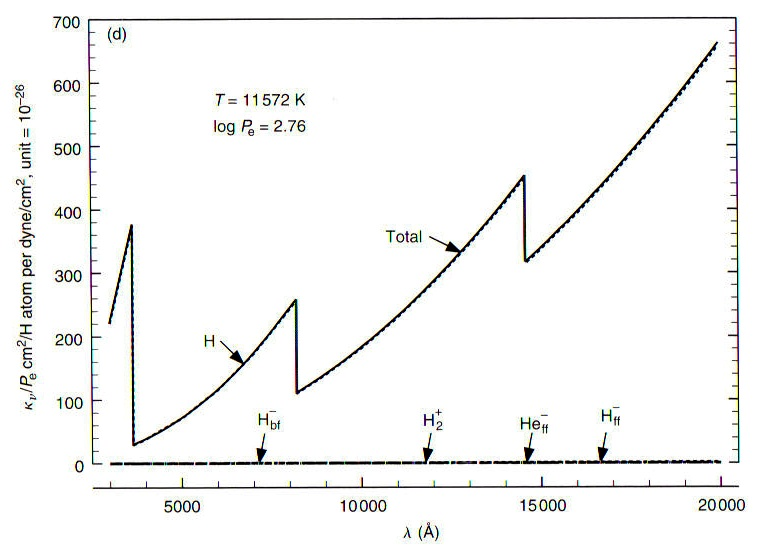 (d)
T = 11572 K
log Pₑ = 2.76
κᵥ/Pₑ cm²/H atom per dyne/cm², unit = 10⁻²⁶
700
600
500
400
300
200
100
0
Total
H
H⁻bf
H₂⁺
He⁻ff
H⁻ff
5000
10000
15000
20000
λ (Å)